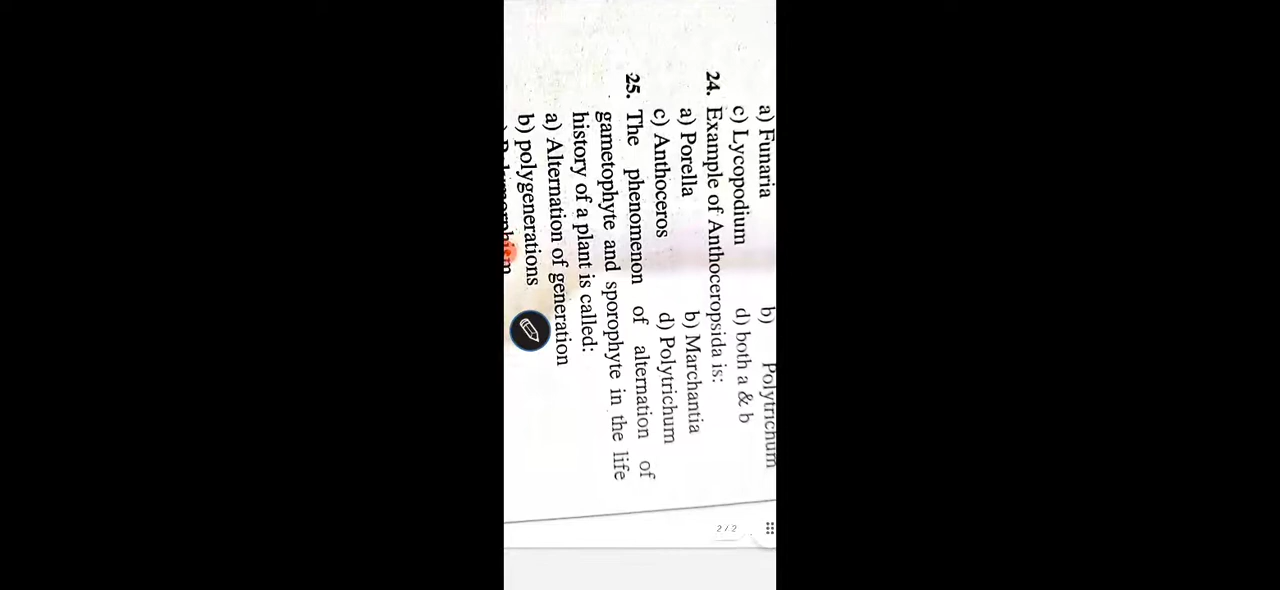 a) Funaria b) Polytrichum
c) Lycopodium d) both a & b
24. Example of Anthoceropsida is:
a) Porella b) Marchantia
c) Anthoceros d) Polytrichum
25. The phenomenon of alternation of
gametophyte and sporophyte in the life
history of a plant is called:
a) Alternation of generation
b) polygenerations
2 / 2